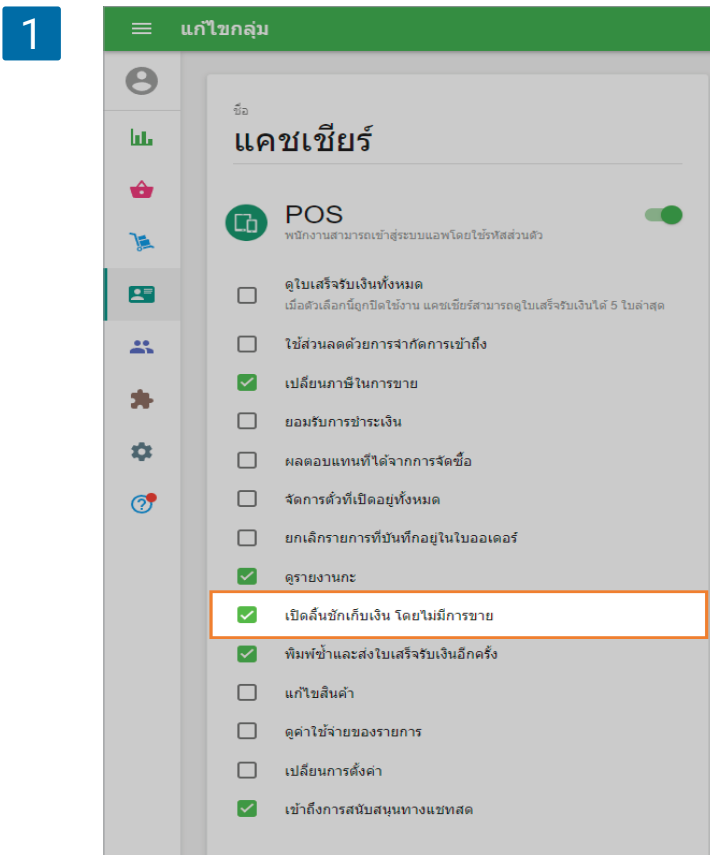 1
แก้ไขกลุ่ม
ชื่อ
แคชเชียร์
POS
พนักงานสามารถเข้าสู่ระบบแอพโดยใช้รหัสส่วนตัว
ดูใบเสร็จรับเงินทั้งหมด
เมื่อตัวเลือกนี้ถูกปิดใช้งาน แคชเชียร์สามารถดูใบเสร็จรับเงินได้ 5 ใบล่าสุด
ใช้ส่วนลดด้วยการจำกัดการเข้าถึง
เปลี่ยนภาษีในการขาย
ยอมรับการชำระเงิน
ผลตอบแทนที่ได้จากการจัดซื้อ
จัดการตั๋วที่เปิดอยู่ทั้งหมด
ยกเลิกรายการที่บันทึกอยู่ในใบออเดอร์
ดูรายงานกะ
เปิดลิ้นชักเก็บเงิน โดยไม่มีการขาย
พิมพ์ซ้ำและส่งใบเสร็จรับเงินอีกครั้ง
แก้ไขสินค้า
ดูค่าใช้จ่ายของรายการ
เปลี่ยนการตั้งค่า
เข้าถึงการสนับสนุนทางแชทสด